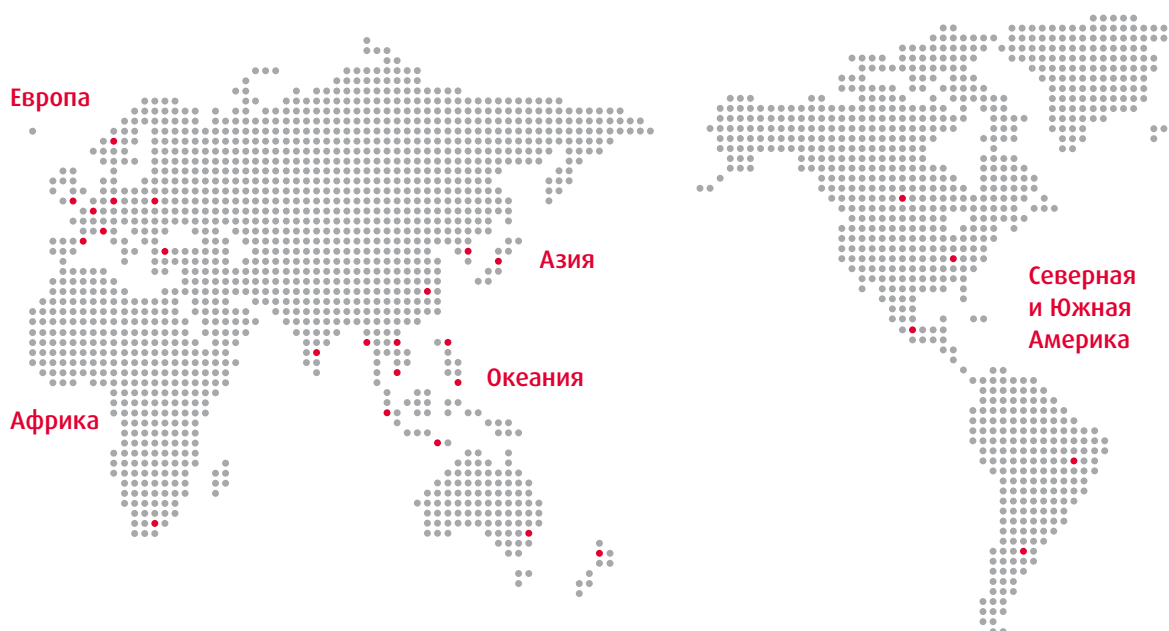 Европа
Азия
Северная
и Южная
Америка
Океания
Африка